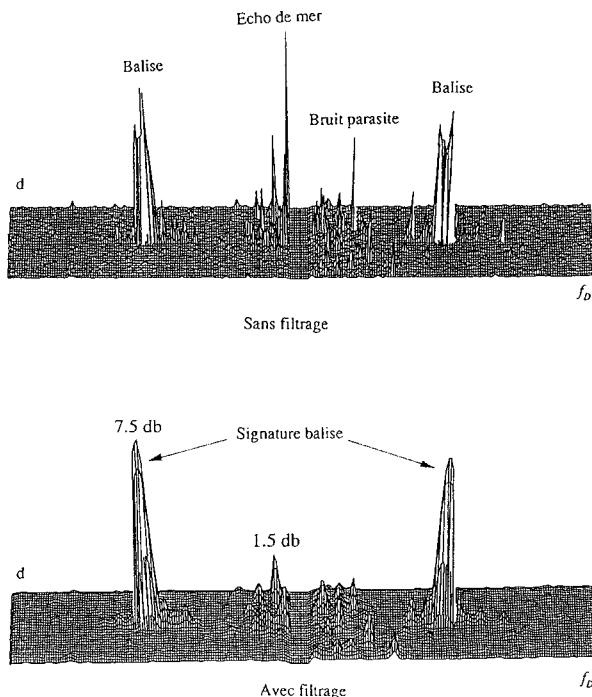 Echo de mer
Balise
Balise
Bruit parasite
d
f_D
Sans filtrage
7.5 db
Signature balise
1.5 db
d
f_D
Avec filtrage